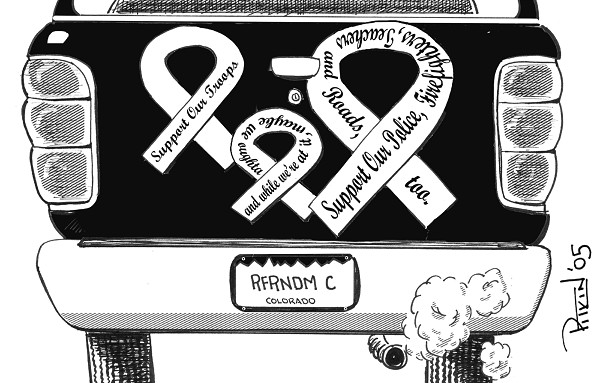 Support Our Troops
and while we're at it, maybe we oughta
Support Our Police, Firefighters, Teachers and Roads, too.
RFRNDM C
COLORADO
PITKIN '05